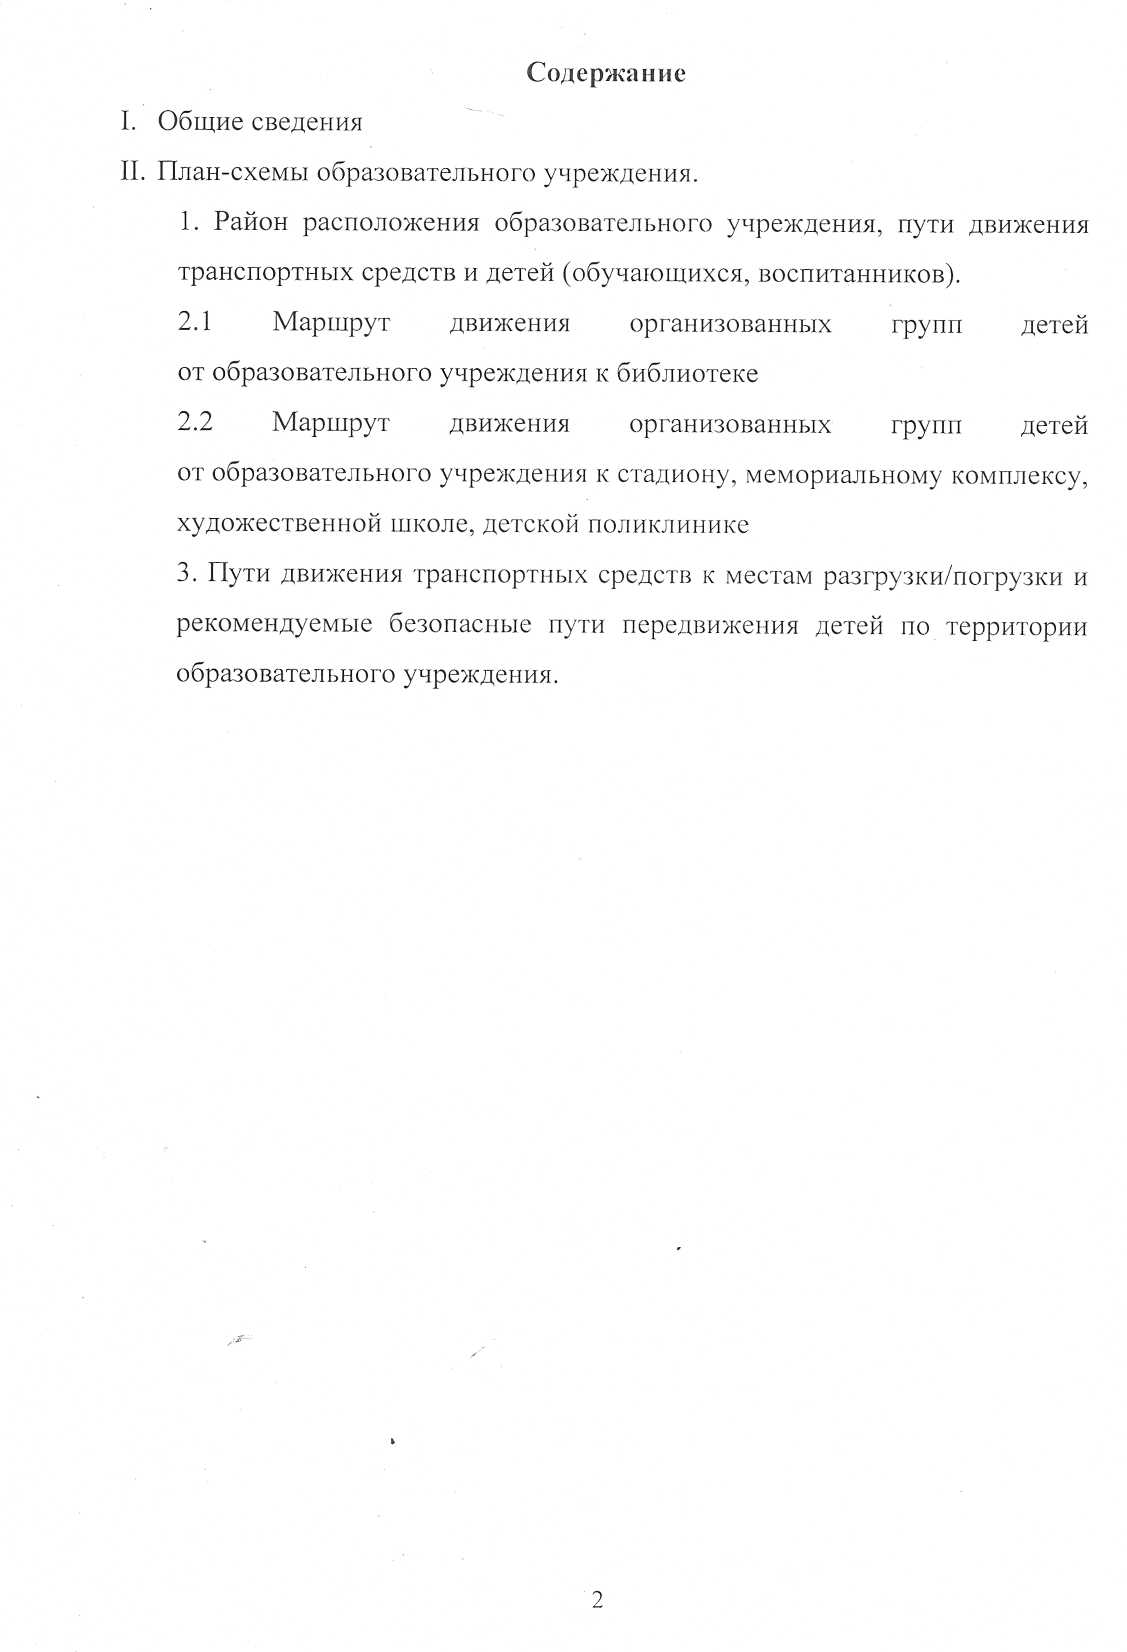 Содержание
I. Общие сведения
II. План-схемы образовательного учреждения.
1. Район расположения образовательного учреждения, пути движения
транспортных средств и детей (обучающихся, воспитанников).
2.1 Маршрут движения организованных групп детей
от образовательного учреждения к библиотеке
2.2 Маршрут движения организованных групп детей
от образовательного учреждения к стадиону, мемориальному комплексу,
художественной школе, детской поликлинике
3. Пути движения транспортных средств к местам разгрузки/погрузки и
рекомендуемые безопасные пути передвижения детей по территории
образовательного учреждения.
2